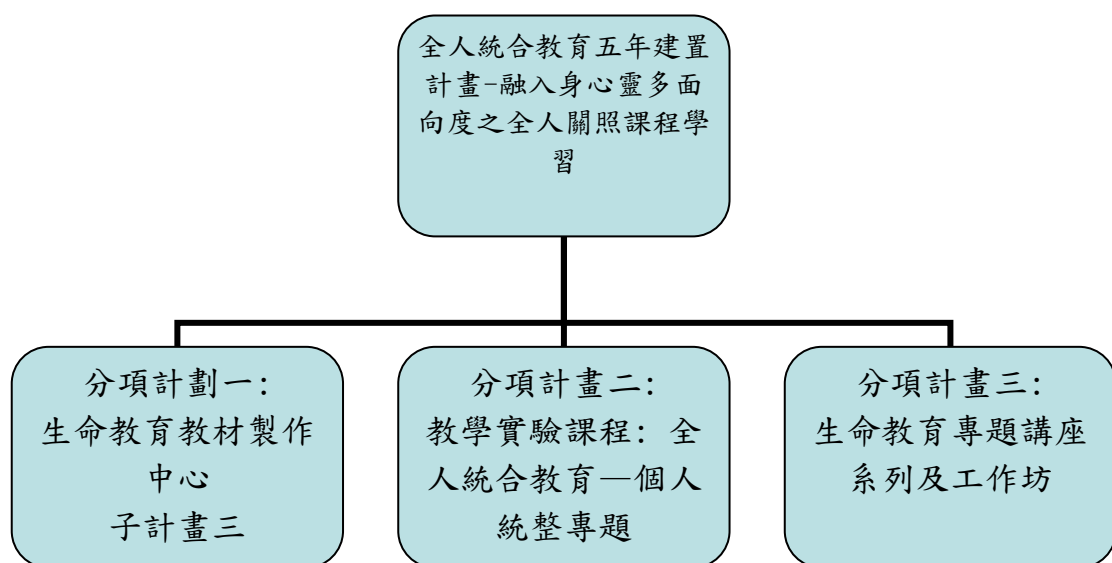 全人統合教育五年建置
計畫-融入身心靈多面
向度之全人關照課程學
習
分項計劃一:
生命教育教材製作
中心
子計畫三
分項計畫二:
教學實驗課程: 全
人統合教育—個人
統整專題
分項計畫三:
生命教育專題講座
系列及工作坊